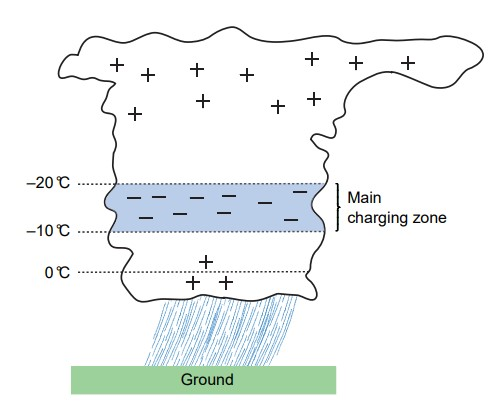 –20 °C
Main
charging zone
–10 °C
0 °C
Ground